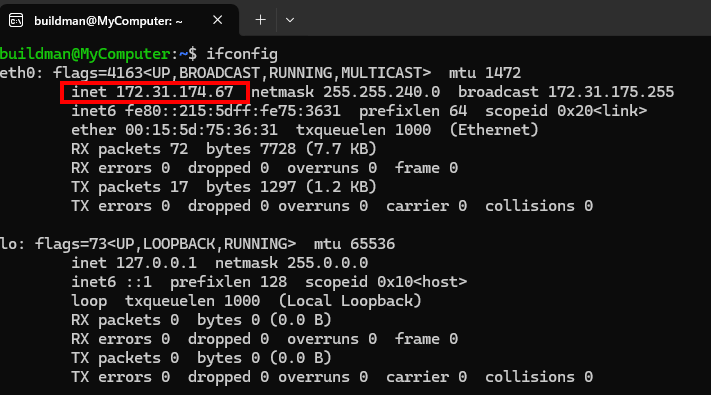 buildman@MyComputer: ~
buildman@MyComputer:~$ ifconfig
eth0: flags=4163<UP,BROADCAST,RUNNING,MULTICAST>  mtu 1472
        inet 172.31.174.67  netmask 255.255.240.0  broadcast 172.31.175.255
        inet6 fe80::215:5dff:fe75:3631  prefixlen 64  scopeid 0x20<link>
        ether 00:15:5d:75:36:31  txqueuelen 1000  (Ethernet)
        RX packets 72  bytes 7728 (7.7 KB)
        RX errors 0  dropped 0  overruns 0  frame 0
        TX packets 17  bytes 1297 (1.2 KB)
        TX errors 0  dropped 0 overruns 0  carrier 0  collisions 0

lo: flags=73<UP,LOOPBACK,RUNNING>  mtu 65536
        inet 127.0.0.1  netmask 255.0.0.0
        inet6 ::1  prefixlen 128  scopeid 0x10<host>
        loop  txqueuelen 1000  (Local Loopback)
        RX packets 0  bytes 0 (0.0 B)
        RX errors 0  dropped 0  overruns 0  frame 0
        TX packets 0  bytes 0 (0.0 B)
        TX errors 0  dropped 0 overruns 0  carrier 0  collisions 0